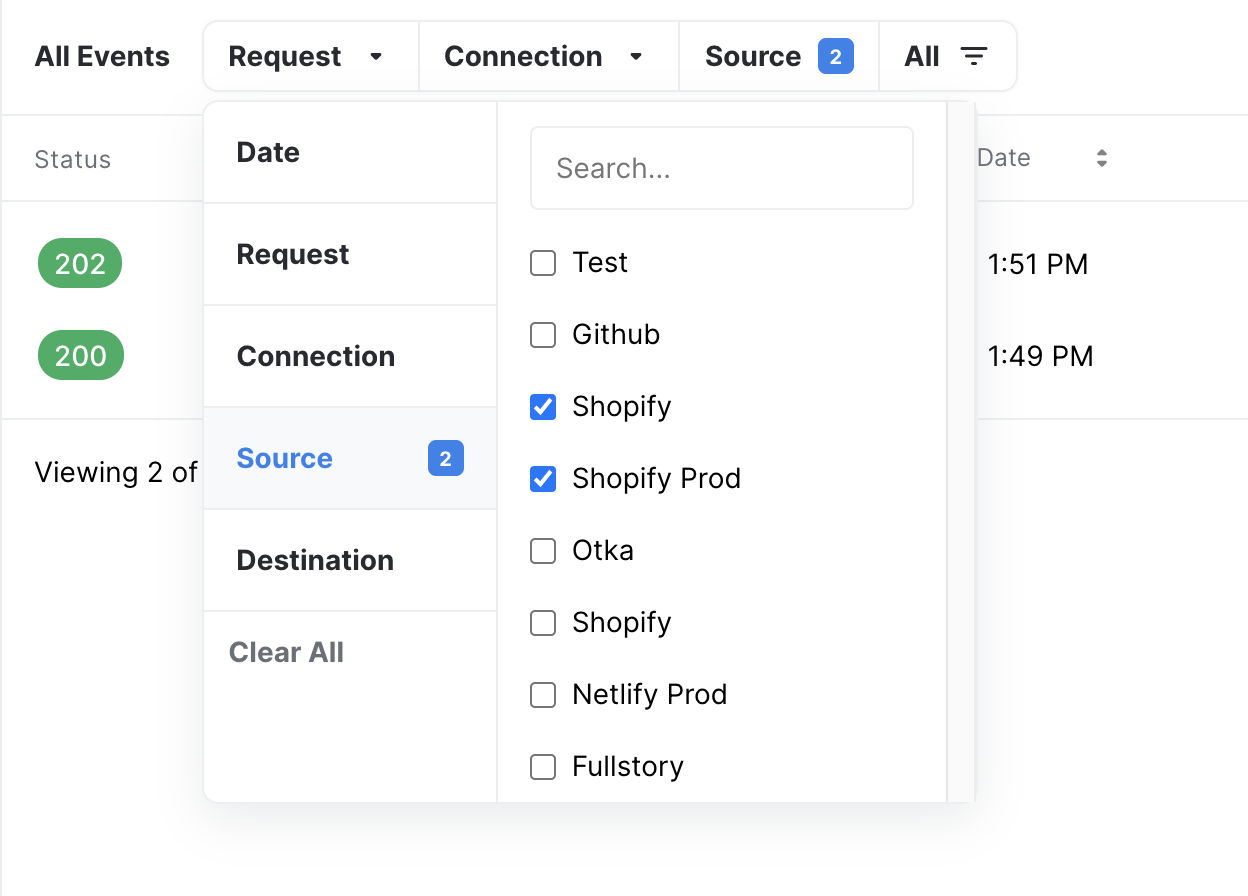 All Events Request Connection Source 2 All
Status Date
Date
Search...
202 Request Test 1:51 PM
Github
200 Connection 1:49 PM
Shopify
Source 2
Shopify Prod
Viewing 2 of
Destination Otka
Shopify
Clear All
Netlify Prod
Fullstory